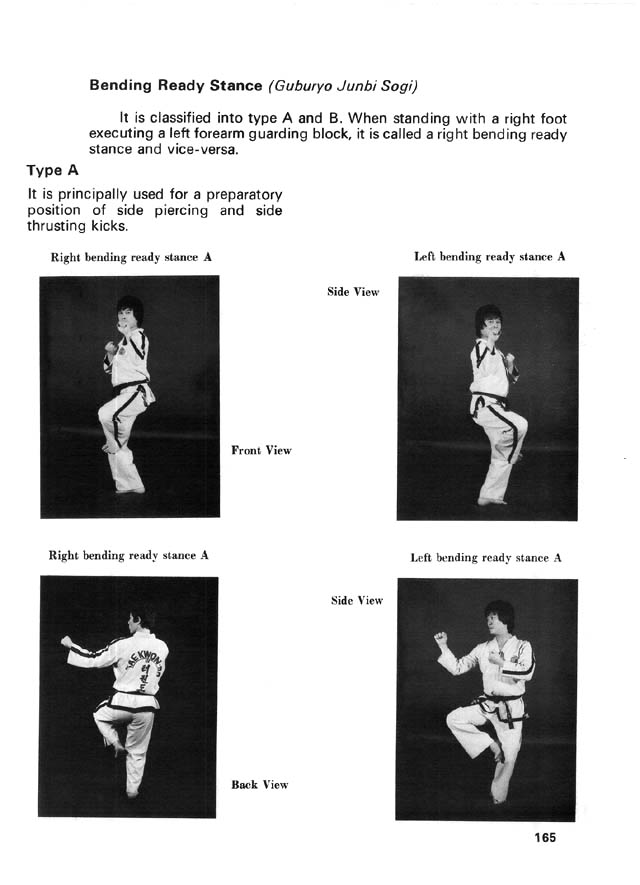 Bending Ready Stance (Guburyo Junbi Sogi)
It is classified into type A and B. When standing with a right foot
executing a left forearm guarding block, it is called a right bending ready
stance and vice-versa.
Type A
It is principally used for a preparatory
position of side piercing and side
thrusting kicks.
Right bending ready stance A
Left bending ready stance A
Side View
Front View
Right bending ready stance A
Left bending ready stance A
Side View
TAEKWON
태권도
Back View
165